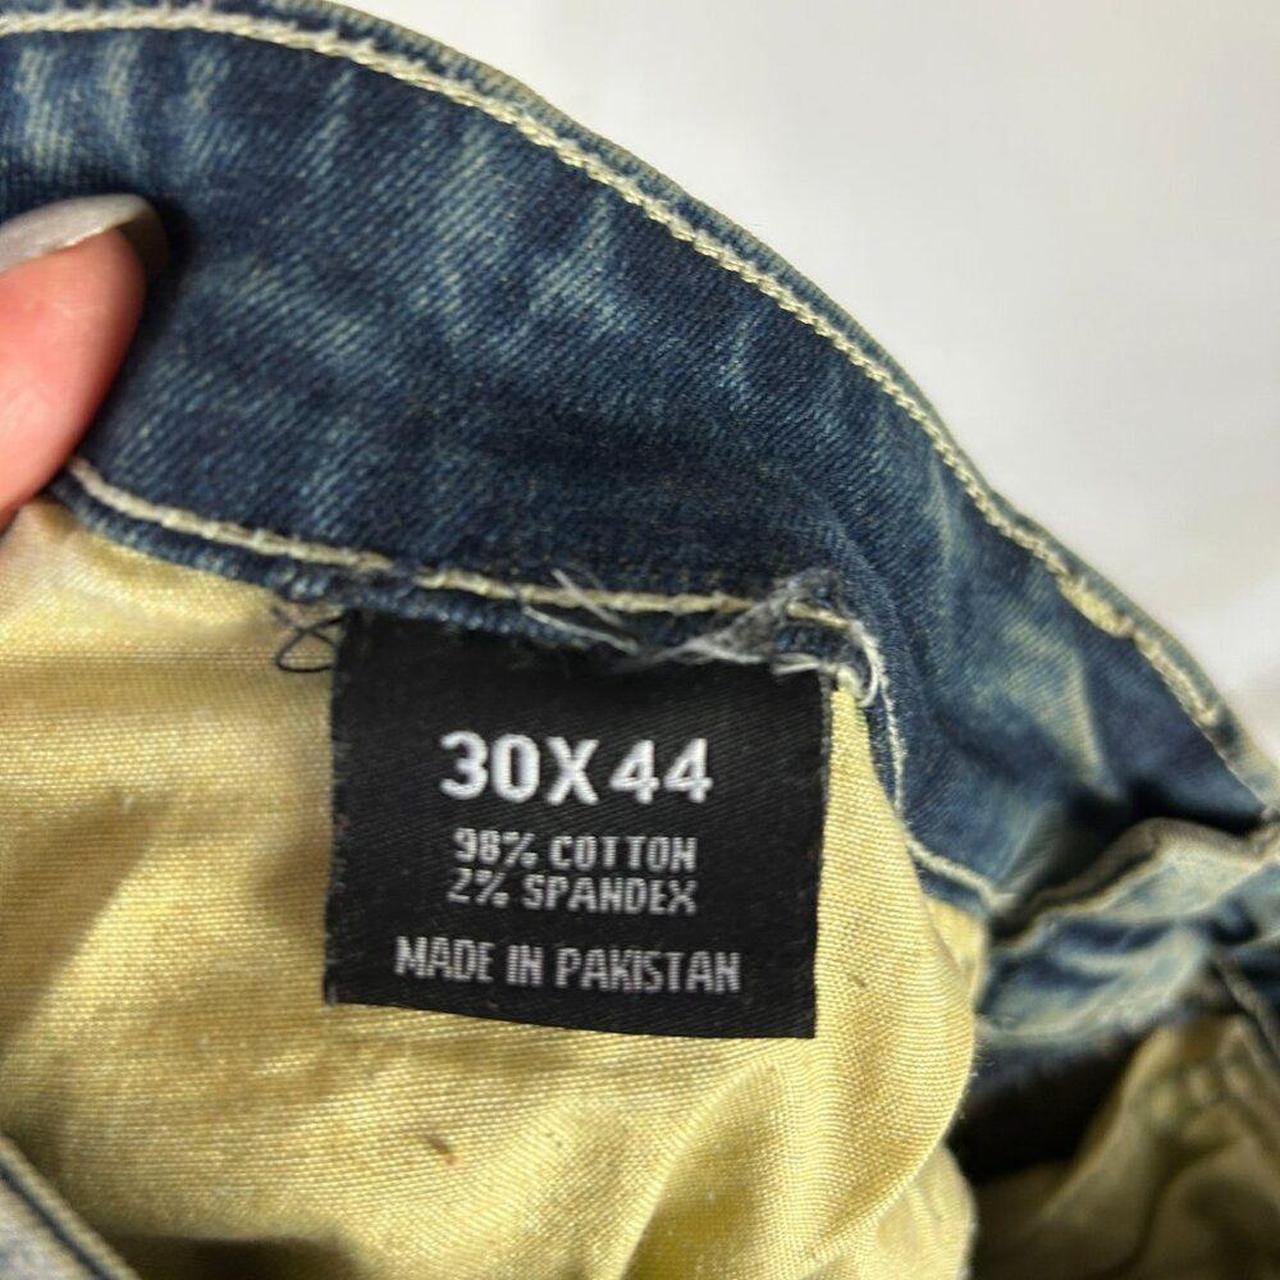 30X44
98% COTTON
2% SPANDEX
MADE IN PAKISTAN